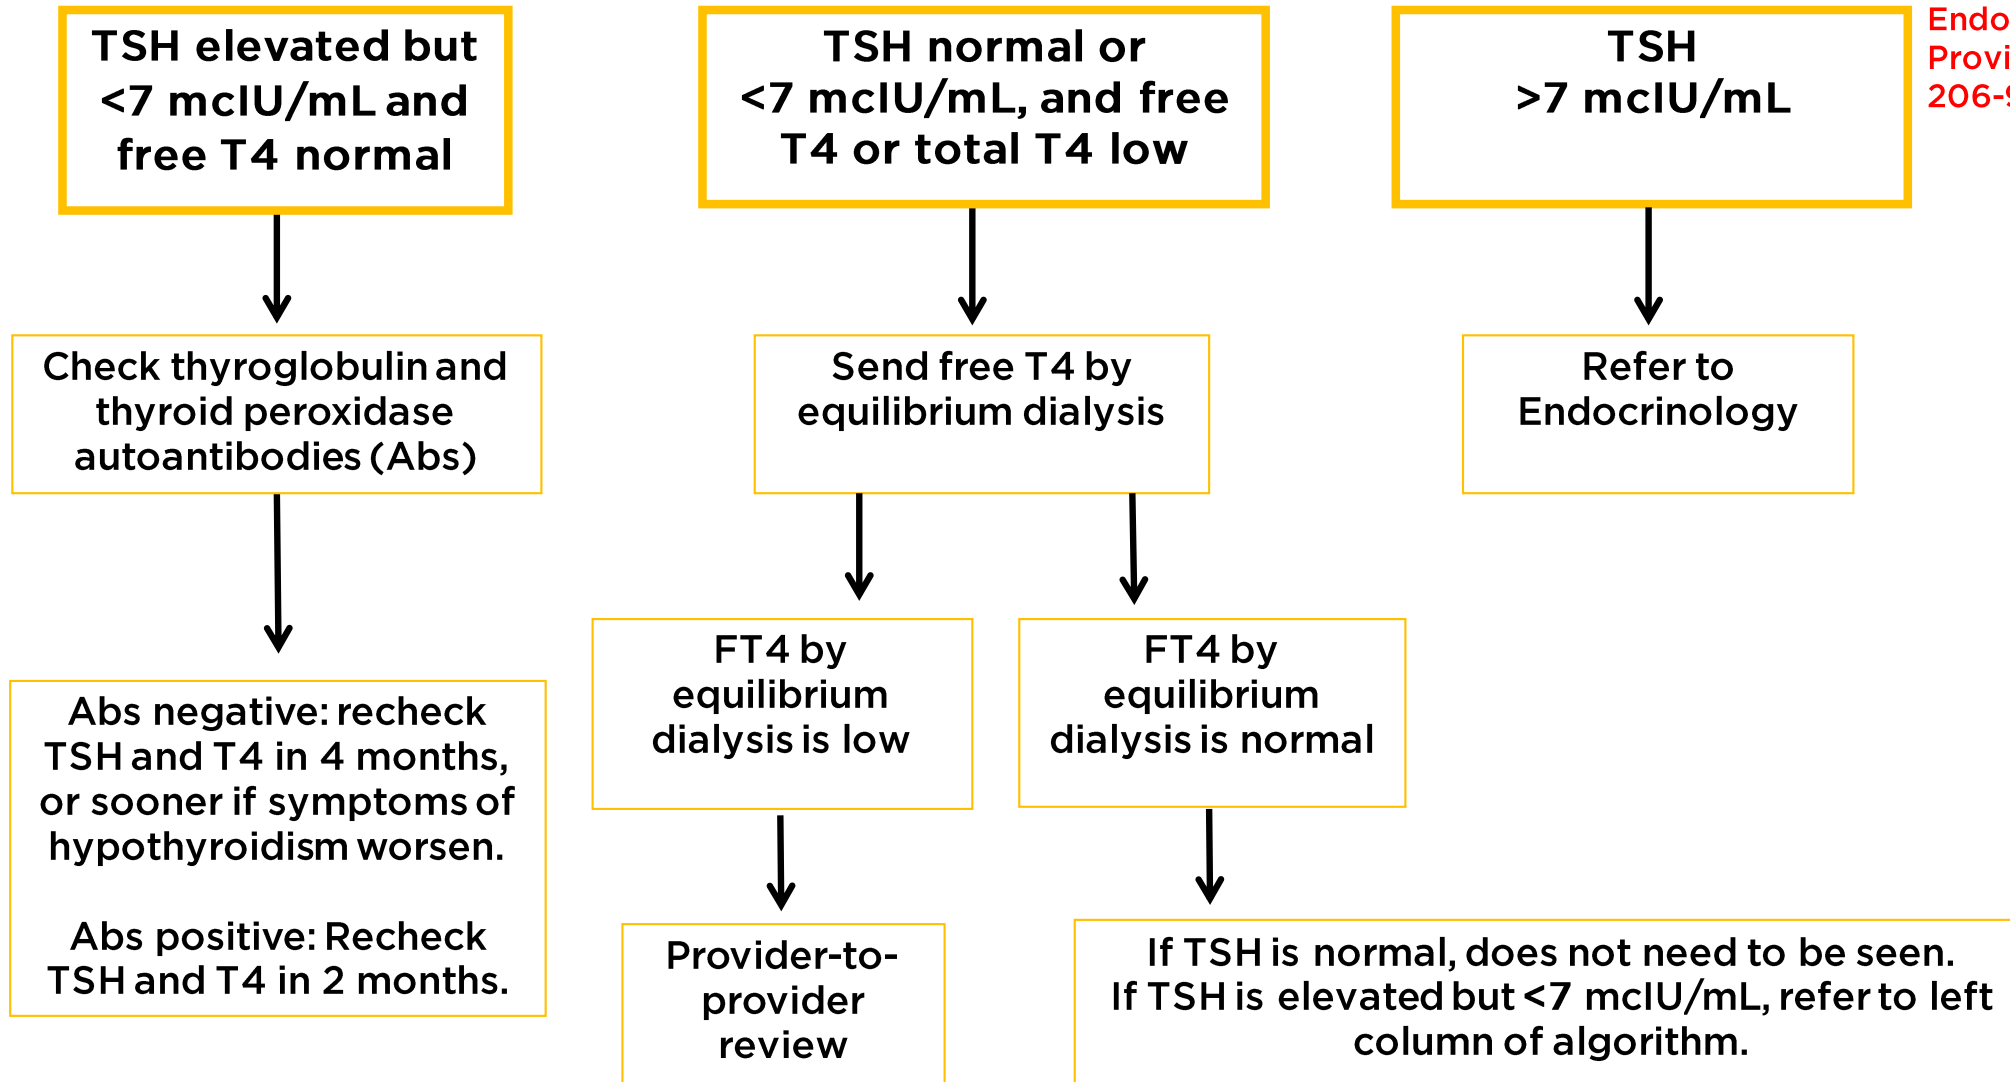 TSH elevated but
<7 mcIU/mL and
free T4 normal
TSH normal or
<7 mcIU/mL, and free
T4 or total T4 low
TSH
>7 mcIU/mL
Endo
Provi
206-9
Check thyroglobulin and
thyroid peroxidase
autoantibodies (Abs)
Send free T4 by
equilibrium dialysis
Refer to
Endocrinology
FT4 by
equilibrium
dialysis is low
FT4 by
equilibrium
dialysis is normal
Abs negative: recheck
TSH and T4 in 4 months,
or sooner if symptoms of
hypothyroidism worsen.
Abs positive: Recheck
TSH and T4 in 2 months.
Provider-to-
provider
review
If TSH is normal, does not need to be seen.
If TSH is elevated but <7 mcIU/mL, refer to left
column of algorithm.